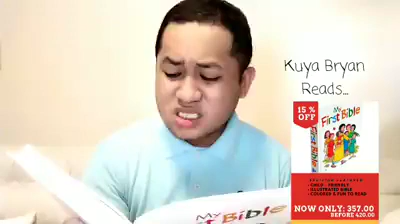 Kuya Bryan
Reads...
15 %
OFF
My
First Bible
- CHILD - FRIENDLY
- ILLUSTRATED BIBLE
- COLORED & FUN TO READ
NOW ONLY: 357.00
BEFORE 420.00
My
st Bible